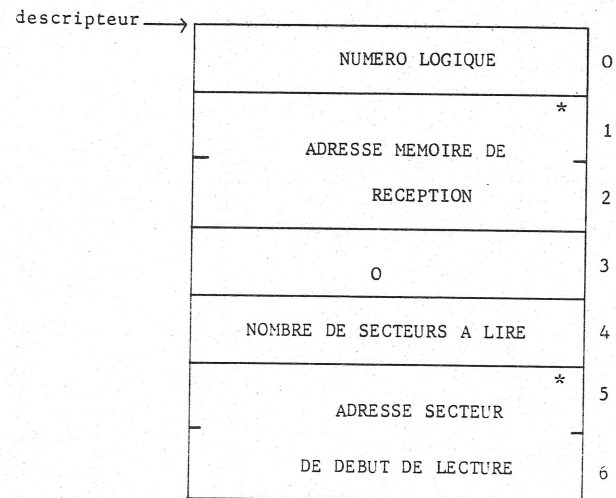 descripteur
NUMERO LOGIQUE 0
* 1
ADRESSE MEMOIRE DE
RECEPTION 2
0 3
NOMBRE DE SECTEURS A LIRE 4
* 5
ADRESSE SECTEUR
DE DEBUT DE LECTURE 6